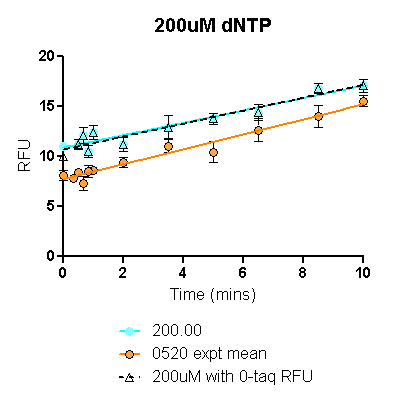 200uM dNTP
20
15
10
5
0
RFU
0 2 4 6 8 10
Time (mins)
200.00
0520 expt mean
200uM with 0-taq RFU